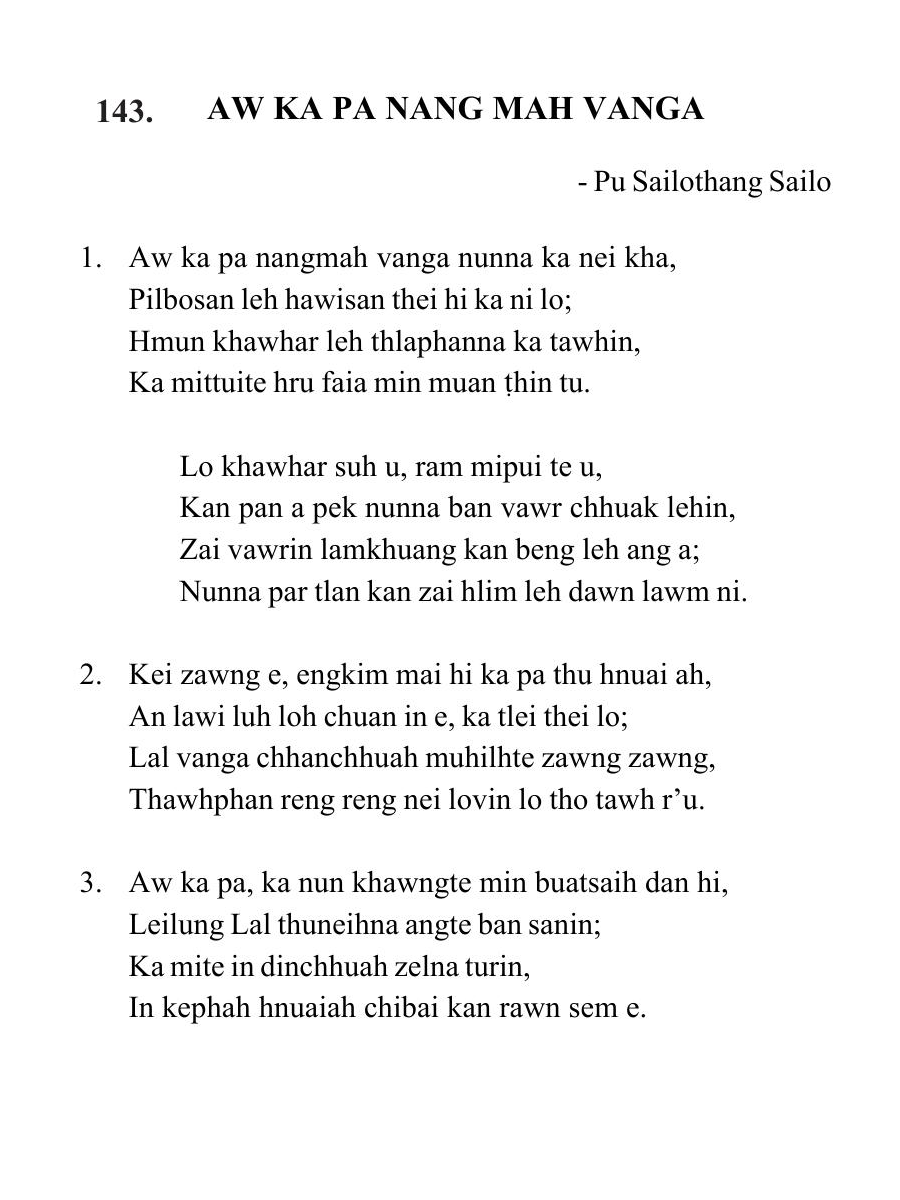 143. AW KA PA NANG MAH VANGA
- Pu Sailothang Sailo
1. Aw ka pa nangmah vanga nunna ka nei kha,
Pilbosan leh hawisan thei hi ka ni lo;
Hmun khawhar leh thlaphanna ka tawhin,
Ka mittuite hru faia min muan ṭhin tu.
Lo khawhar suh u, ram mipui te u,
Kan pan a pek nunna ban vawr chhuak lehin,
Zai vawrin lamkhuang kan beng leh ang a;
Nunna par tlan kan zai hlim leh dawn lawm ni.
2. Kei zawng e, engkim mai hi ka pa thu hnuai ah,
An lawi luh loh chuan in e, ka tlei thei lo;
Lal vanga chhanchhuah muhilhte zawng zawng,
Thawhphan reng reng nei lovin lo tho tawh r’u.
3. Aw ka pa, ka nun khawngte min buatsaih dan hi,
Leilung Lal thuneihna angte ban sanin;
Ka mite in dinchhuah zelna turin,
In kephah hnuaiah chibai kan rawn sem e.